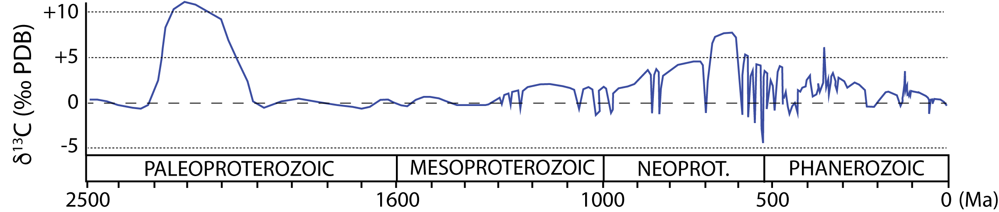 δ¹³C (‰ PDB)
+10
+5
0
-5
PALEOPROTEROZOIC MESOPROTEROZOIC NEOPROT. PHANEROZOIC
2500 1600 1000 500 0 (Ma)